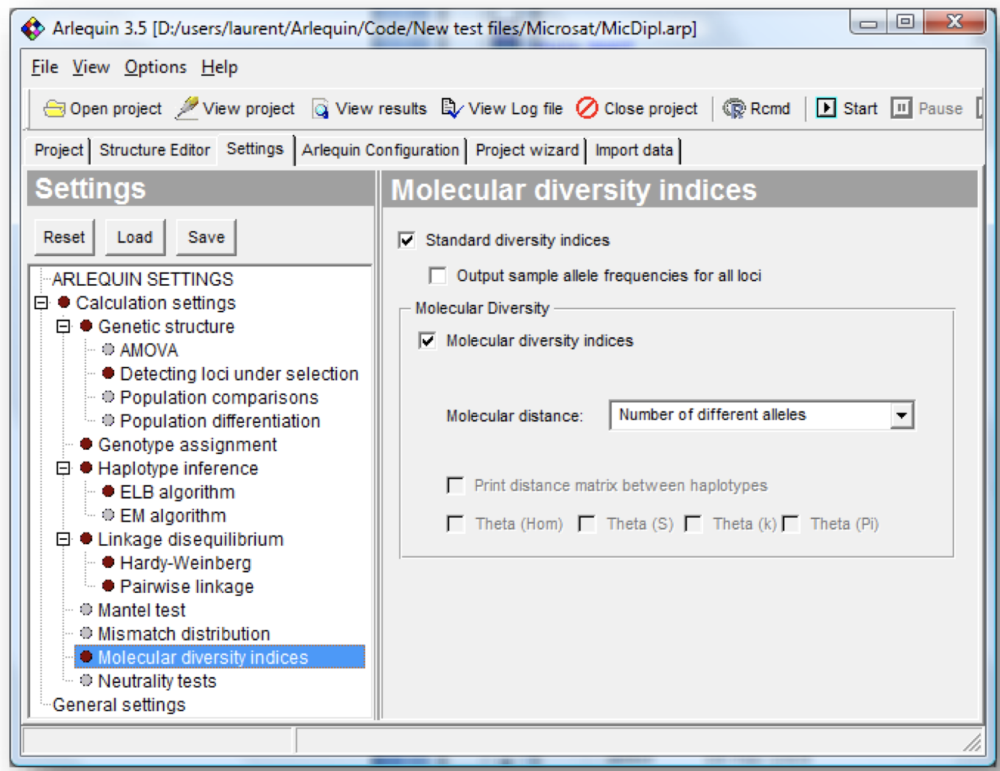 Arlequin 3.5 [D:/users/laurent/Arlequin/Code/New test files/Microsat/MicDipl.arp]
File View Options Help
Open project View project View results View Log file Close project Rcmd Start Pause
Project Structure Editor Settings Arlequin Configuration Project wizard Import data
Settings
Reset Load Save
ARLEQUIN SETTINGS
Calculation settings
Genetic structure
AMOVA
Detecting loci under selection
Population comparisons
Population differentiation
Genotype assignment
Haplotype inference
ELB algorithm
EM algorithm
Linkage disequilibrium
Hardy-Weinberg
Pairwise linkage
Mantel test
Mismatch distribution
Molecular diversity indices
Neutrality tests
General settings
Molecular diversity indices
Standard diversity indices
Output sample allele frequencies for all loci
Molecular Diversity
Molecular diversity indices
Molecular distance: Number of different alleles
Print distance matrix between haplotypes
Theta (Hom) Theta (S) Theta (k) Theta (Pi)